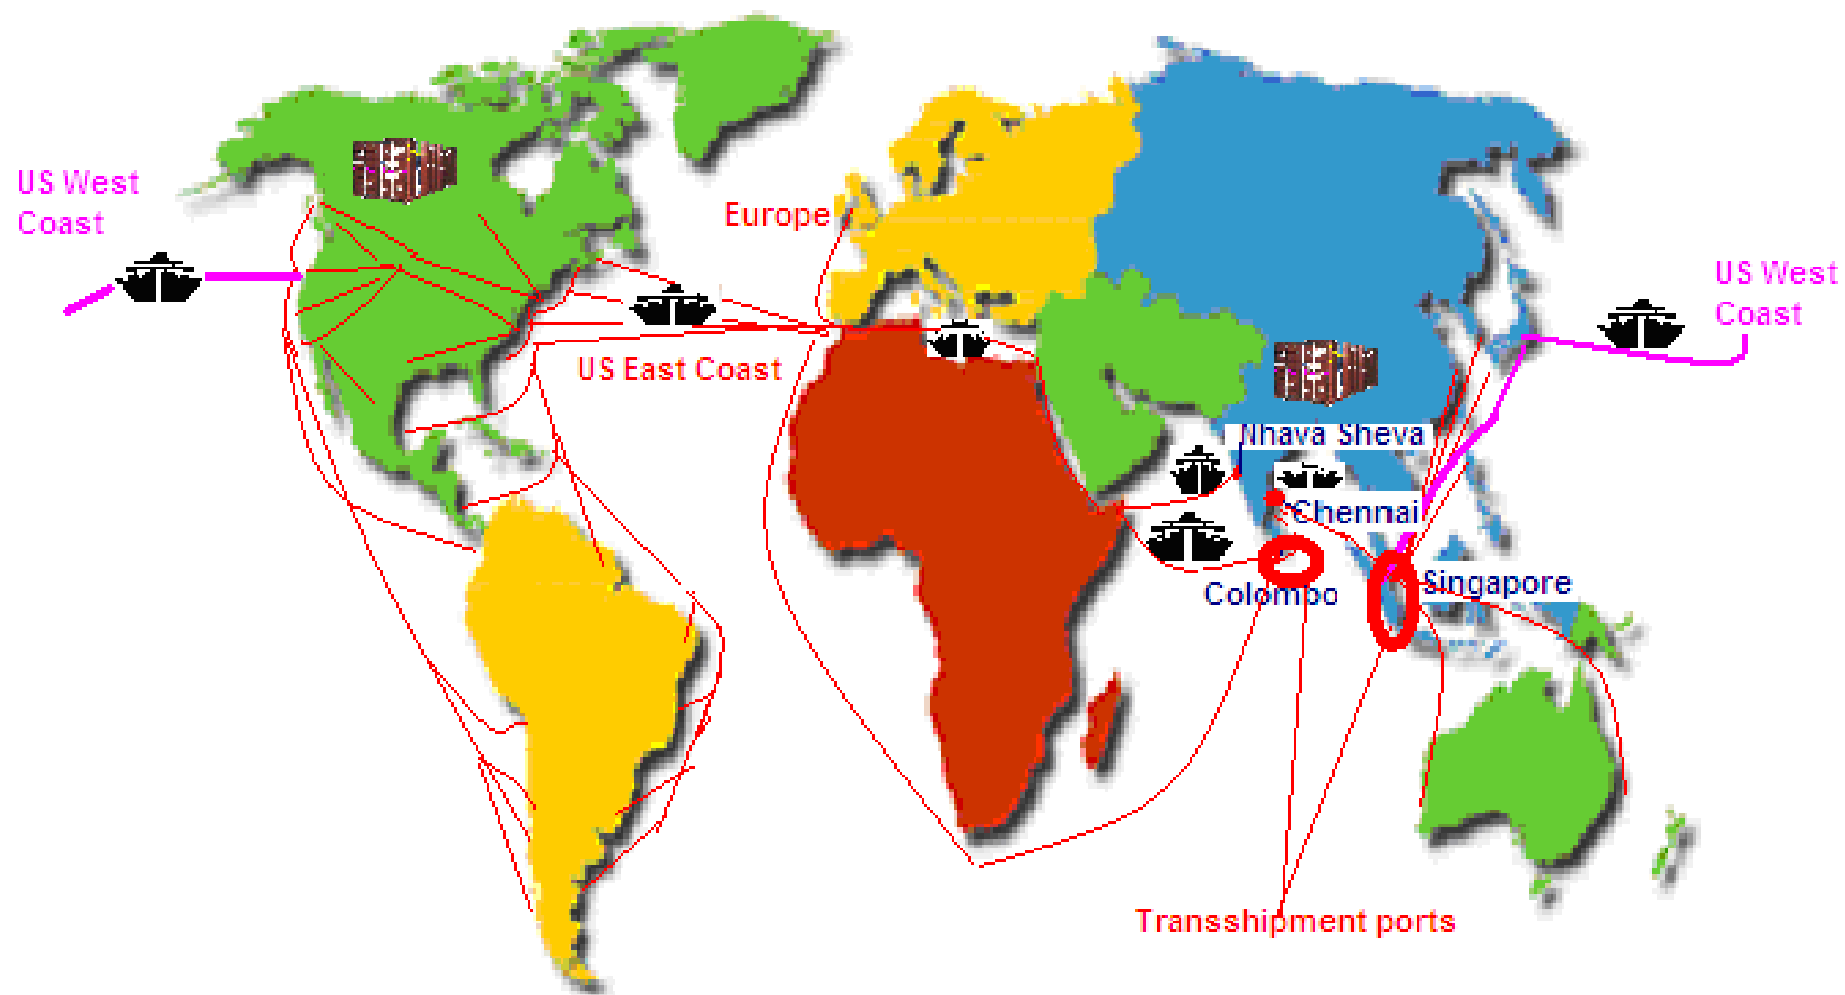 US West
Coast
Europe
US West
Coast
US East Coast
Nhava Sheva
Chennai
Singapore
Colombo
Transshipment ports